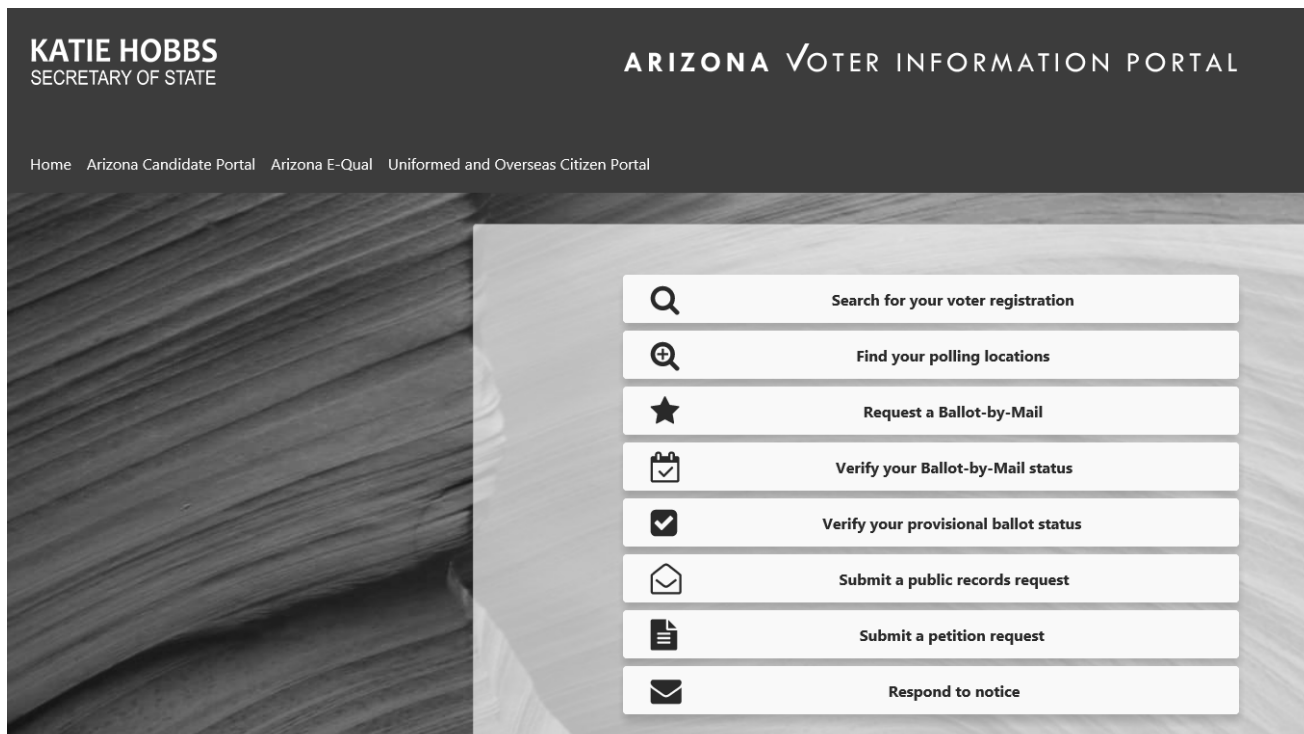 KATIE HOBBS
SECRETARY OF STATE
ARIZONA VOTER INFORMATION PORTAL
Home Arizona Candidate Portal Arizona E-Qual Uniformed and Overseas Citizen Portal
Search for your voter registration
Find your polling locations
Request a Ballot-by-Mail
Verify your Ballot-by-Mail status
Verify your provisional ballot status
Submit a public records request
Submit a petition request
Respond to notice